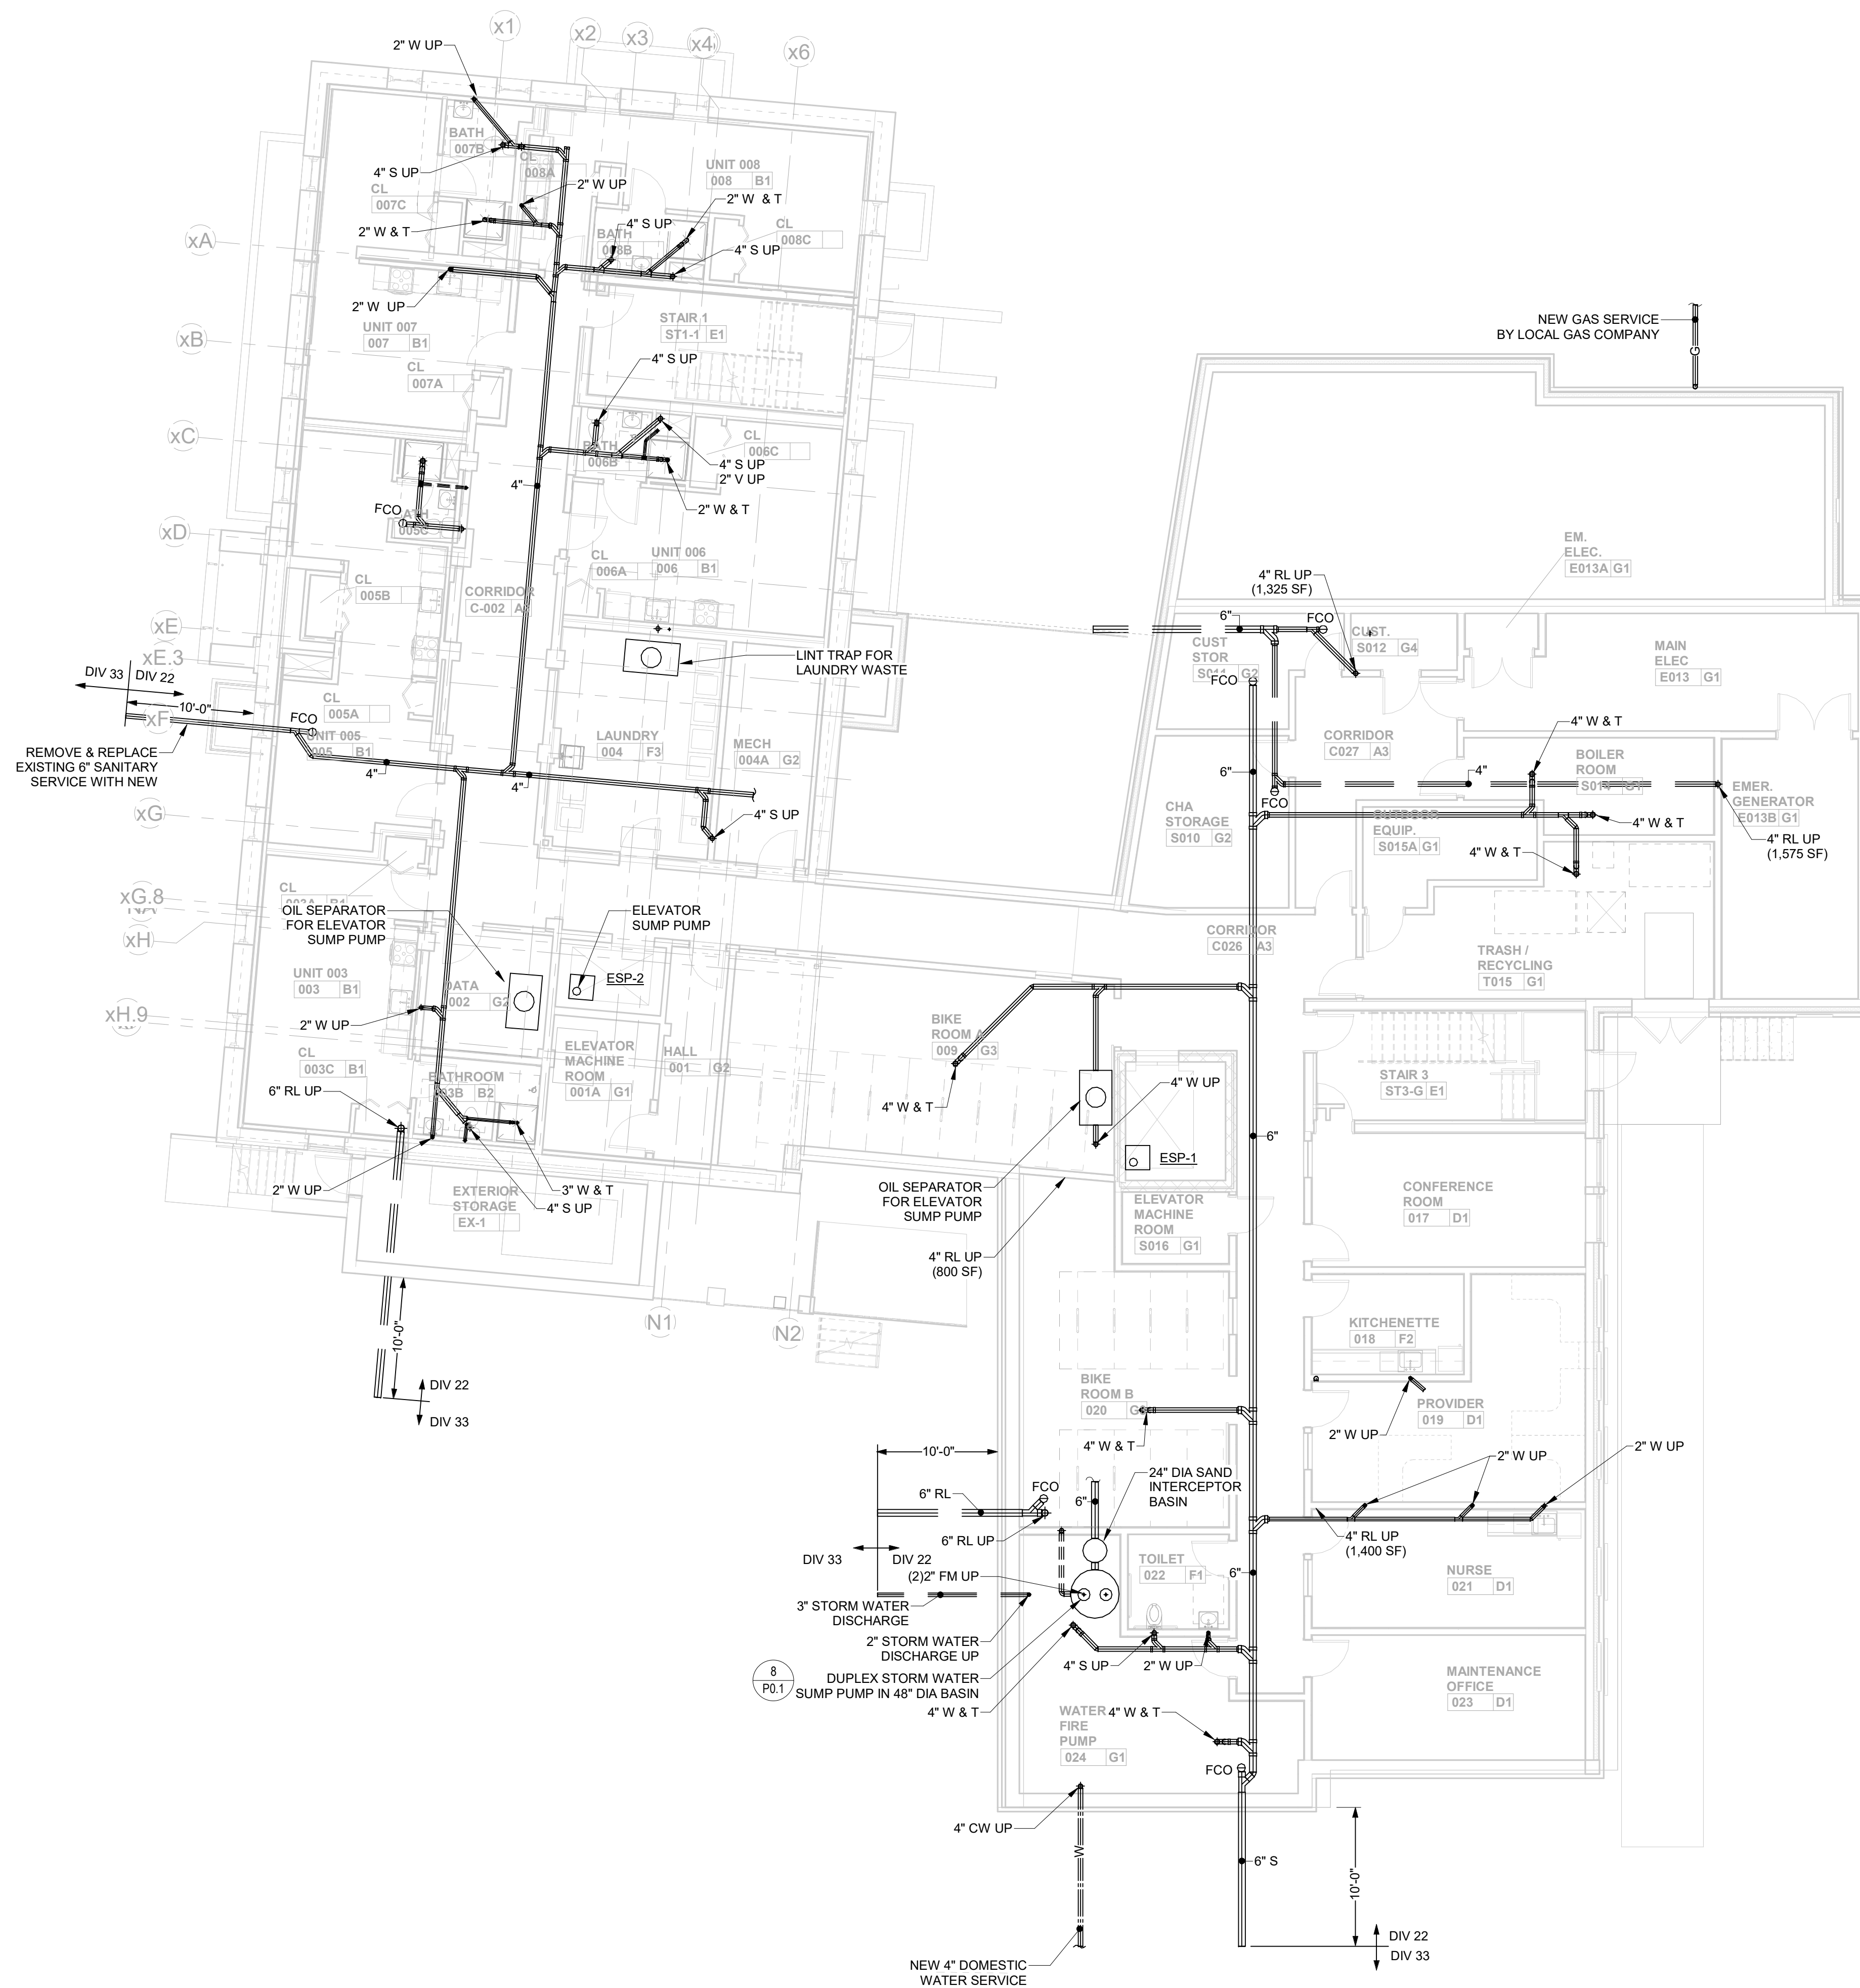 x1
x2
x3
x4
x6
2" W UP
BATH
007B
CL
008A
UNIT 008
008 B1
4" S UP
CL
007C
2" W UP
2" W & T
2" W & T
4" S UP
BATH
008B
CL
008C
4" S UP
xA
2" W UP
UNIT 007
007 B1
STAIR 1
ST1-1 E1
NEW GAS SERVICE
BY LOCAL GAS COMPANY
G
xB
4" S UP
CL
007A
xC
BATH
006B
CL
006C
4" S UP
2" V UP
4"
2" W & T
FCO
BATH
005C
xD
CL
006A
UNIT 006
006 B1
CL
005B
CORRIDOR
C-002 A3
EM.
ELEC.
E013A G1
4" RL UP
(1,325 SF)
xE
6"
FCO
CUST.
S012 G4
CUST
STOR
S011 G2
MAIN
ELEC
E013 G1
xE.3
LINT TRAP FOR
LAUNDRY WASTE
DIV 33
DIV 22
10'-0"
xF
FCO
CL
005A
UNIT 005
005 B1
LAUNDRY
004 F3
MECH
004A G2
REMOVE & REPLACE
EXISTING 6" SANITARY
SERVICE WITH NEW
4"
4"
FCO
CORRIDOR
C027 A3
4" W & T
BOILER
ROOM
S014 G1
6"
4"
FCO
xG
4" S UP
CHA
STORAGE
S010 G2
OUTDOOR
EQUIP.
S015A G1
EMER.
GENERATOR
E013B G1
4" W & T
4" RL UP
(1,575 SF)
4" W & T
xG.8
xH
CL
003A B1
OIL SEPARATOR
FOR ELEVATOR
SUMP PUMP
ELEVATOR
SUMP PUMP
CORRIDOR
C026 A3
TRASH /
RECYCLING
T015 G1
UNIT 003
003 B1
DATA
002 G2
ESP-2
xH.9
2" W UP
BIKE
ROOM A
009 G3
CL
003C B1
BATHROOM
003B B2
ELEVATOR
MACHINE
ROOM
001A G1
HALL
001 G2
STAIR 3
ST3-G E1
6" RL UP
4" W UP
4" W & T
6"
ESP-1
2" W UP
EXTERIOR
STORAGE
EX-1
3" W & T
4" S UP
OIL SEPARATOR
FOR ELEVATOR
SUMP PUMP
ELEVATOR
MACHINE
ROOM
S016 G1
CONFERENCE
ROOM
017 D1
4" RL UP
(800 SF)
N1
N2
10'-0"
KITCHENETTE
018 F2
DIV 22
DIV 33
BIKE
ROOM B
020
PROVIDER
019 D1
2" W UP
10'-0"
4" W & T
2" W UP
2" W UP
24" DIA SAND
INTERCEPTOR
BASIN
FCO
6" RL
6"
6" RL UP
4" RL UP
(1,400 SF)
DIV 33
DIV 22
(2)2" FM UP
TOILET
022 F1
6"
NURSE
021 D1
3" STORM WATER
DISCHARGE
2" STORM WATER
DISCHARGE UP
4" S UP
2" W UP
8
P0.1
DUPLEX STORM WATER
SUMP PUMP IN 48" DIA BASIN
4" W & T
MAINTENANCE
OFFICE
023 D1
WATER
FIRE
PUMP
024 G1
4" W & T
FCO
4" CW UP
W
6" S
10'-0"
DIV 22
DIV 33
NEW 4" DOMESTIC
WATER SERVICE